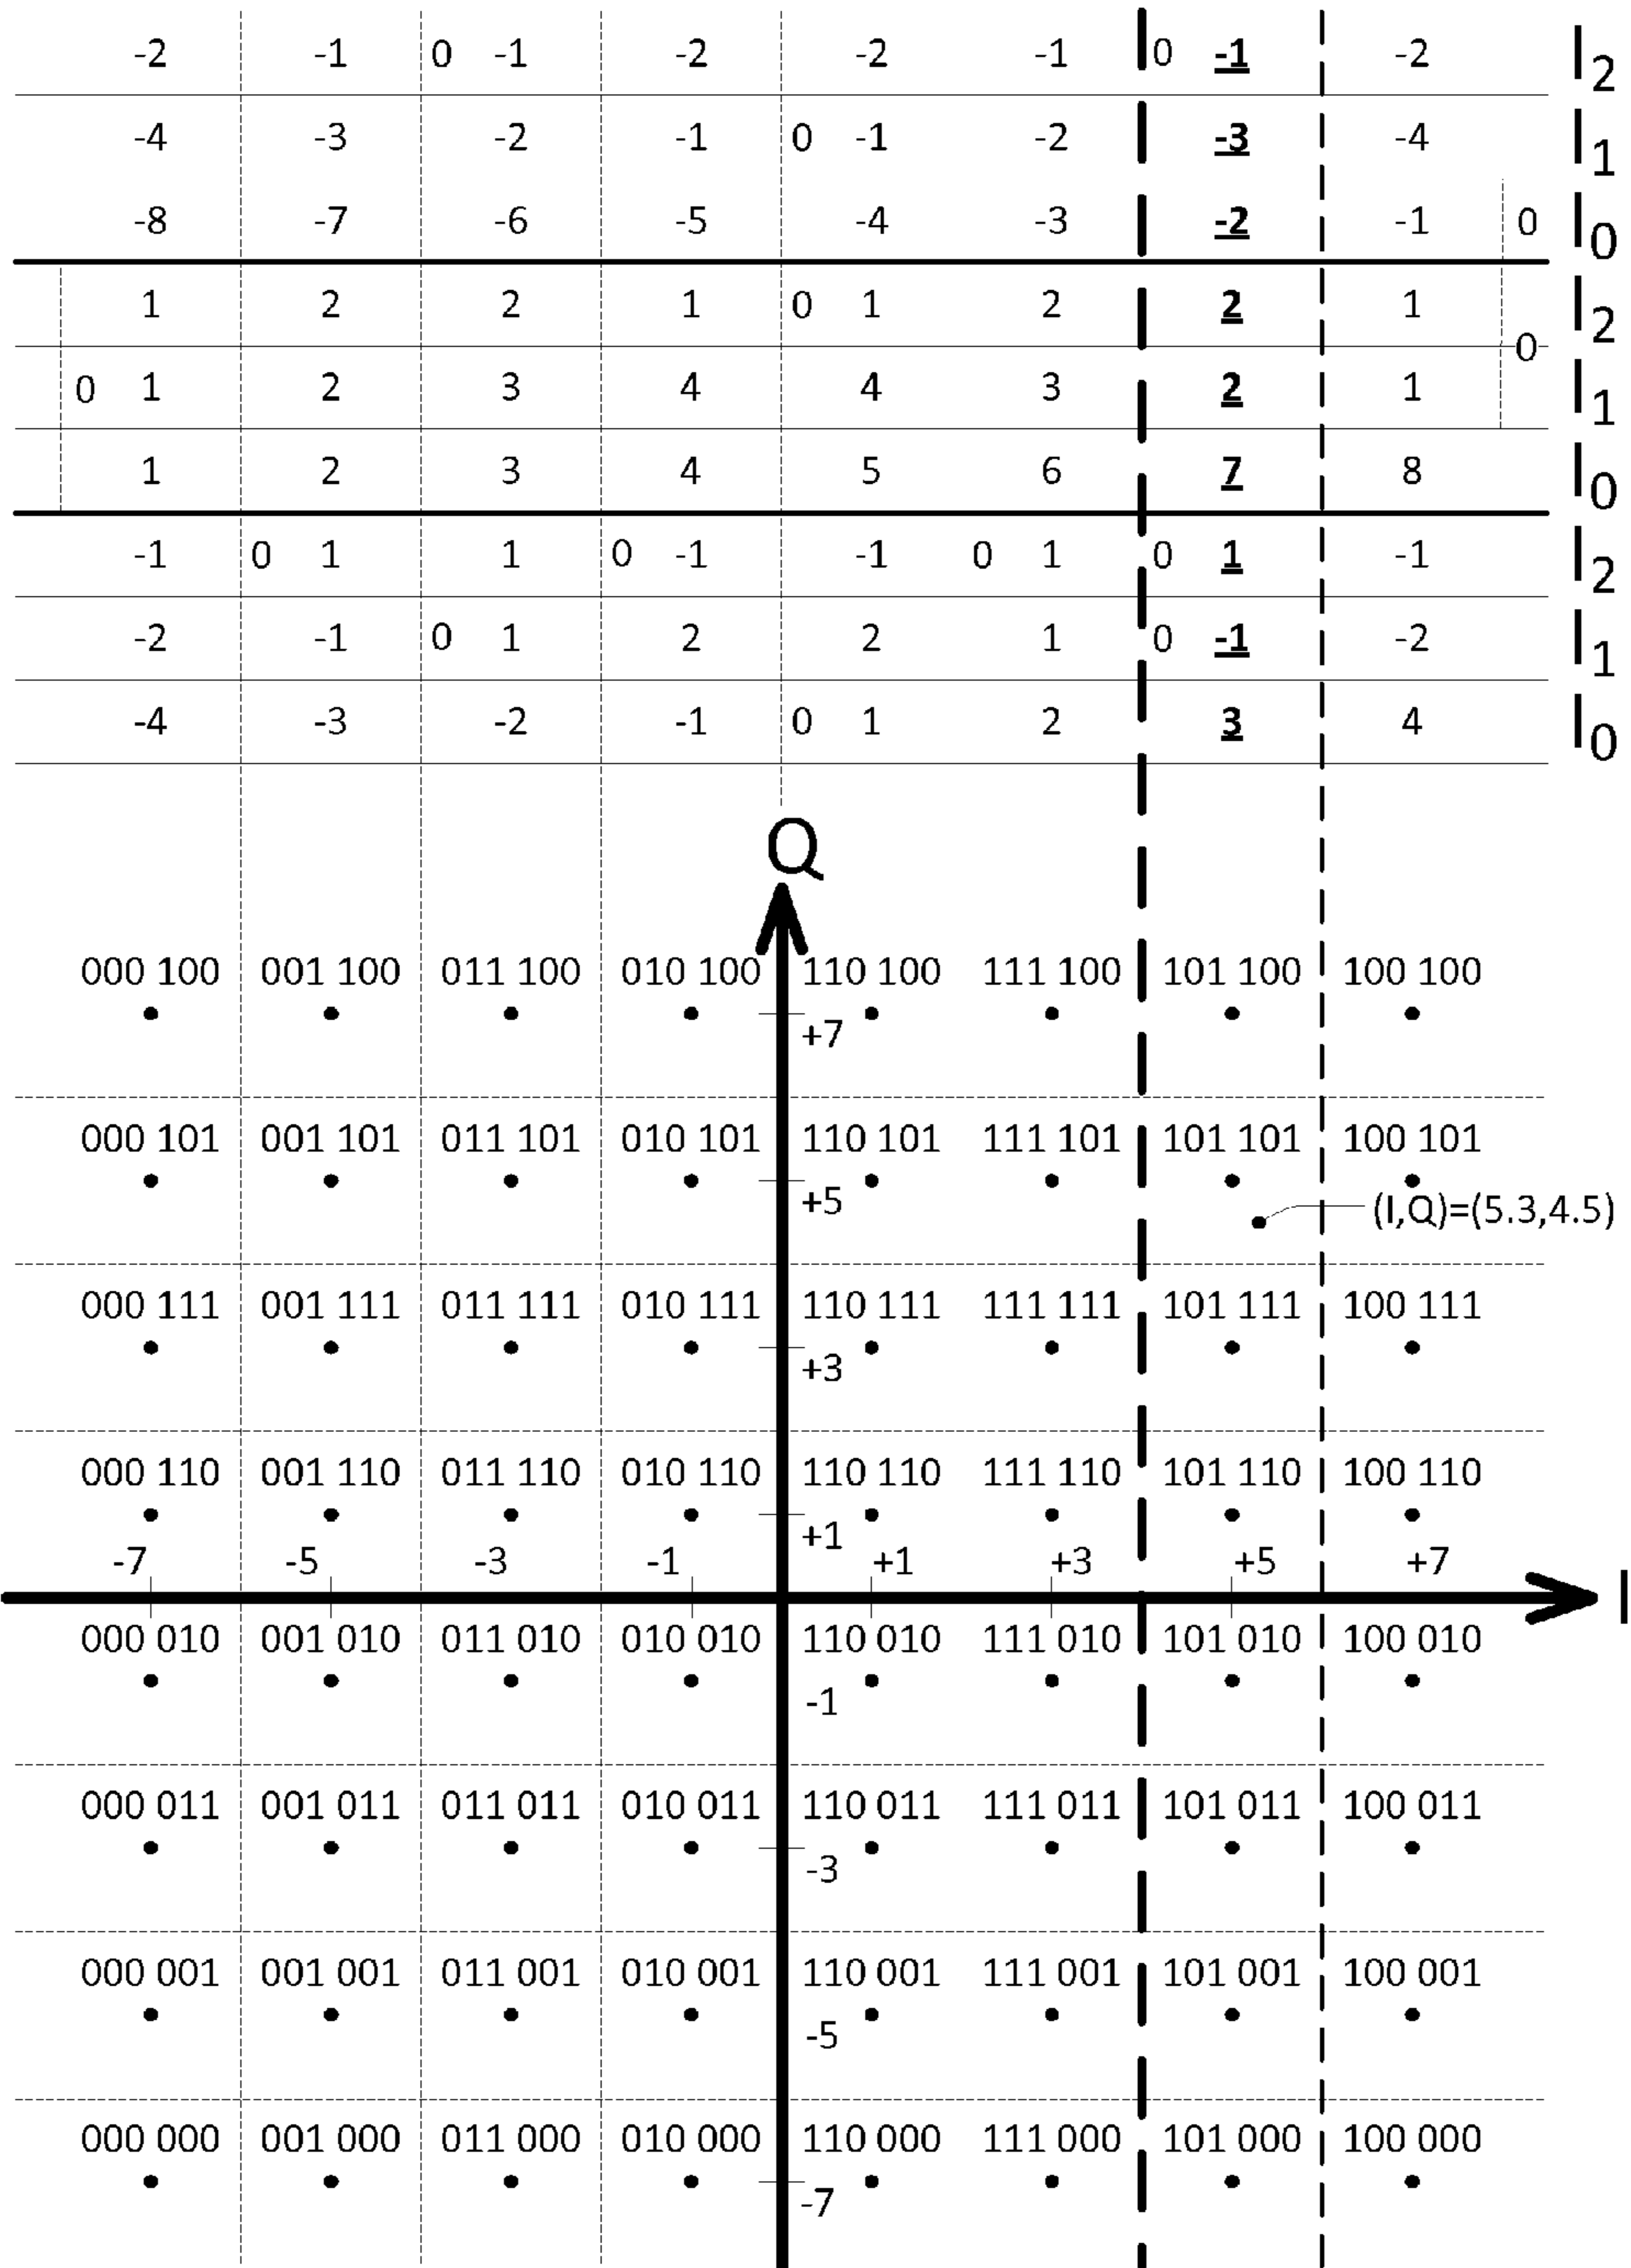 -2 -1 0 -1 -2 -2 -1 0 -1 -2 I2
-4 -3 -2 -1 0 -1 -2 -3 -4 I1
-8 -7 -6 -5 -4 -3 -2 -1 0 I0
1 2 2 1 0 1 2 2 1 I2
0
0 1 2 3 4 4 3 2 1 I1
1 2 3 4 5 6 7 8 I0
-1 0 1 1 0 -1 -1 0 1 0 1 -1 I2
-2 -1 0 1 2 2 1 0 -1 -2 I1
-4 -3 -2 -1 0 1 2 3 4 I0
Q
000 100 001 100 011 100 010 100 110 100 111 100 101 100 100 100
+7
000 101 001 101 011 101 010 101 110 101 111 101 101 101 100 101
+5
(I,Q)=(5.3,4.5)
000 111 001 111 011 111 010 111 110 111 111 111 101 111 100 111
+3
000 110 001 110 011 110 010 110 110 110 111 110 101 110 100 110
+1
-7 -5 -3 -1 +1 +3 +5 +7
I
000 010 001 010 011 010 010 010 110 010 111 010 101 010 100 010
-1
000 011 001 011 011 011 010 011 110 011 111 011 101 011 100 011
-3
000 001 001 001 011 001 010 001 110 001 111 001 101 001 100 001
-5
000 000 001 000 011 000 010 000 110 000 111 000 101 000 100 000
-7